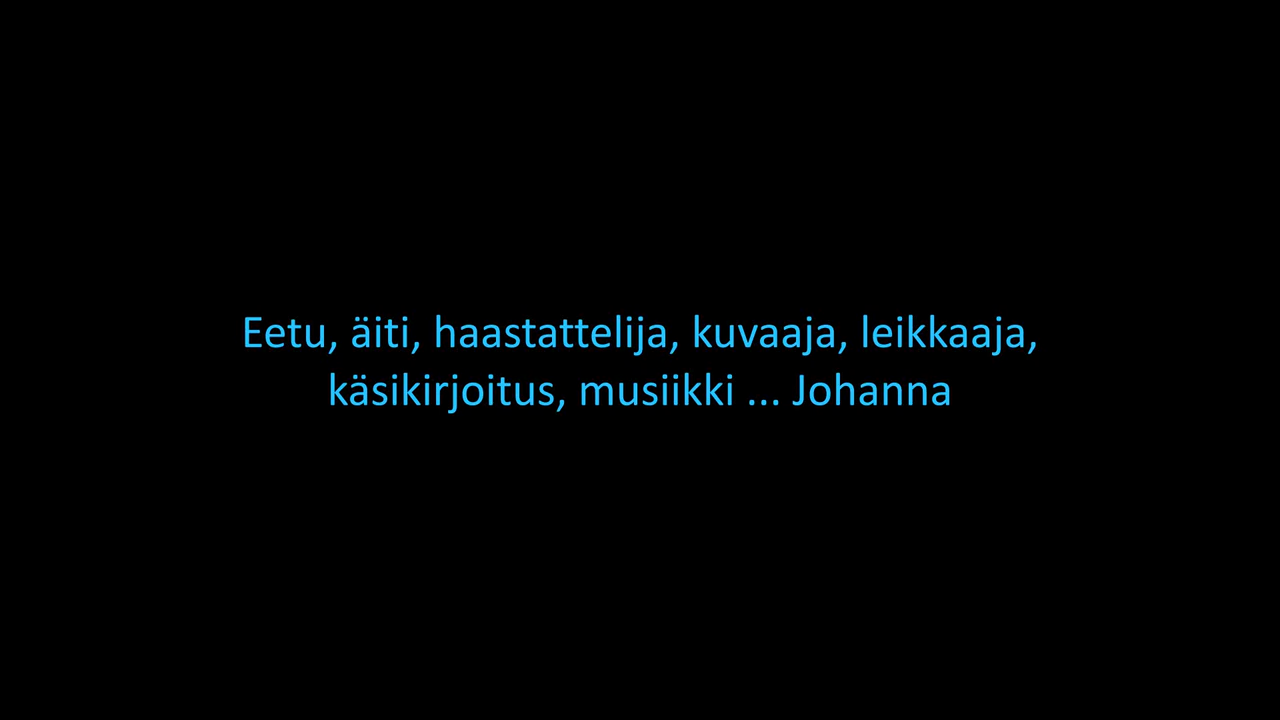 Eetu, äiti, haastattelija, kuvaaja, leikkaaja,
käsikirjoitus, musiikki ... Johanna